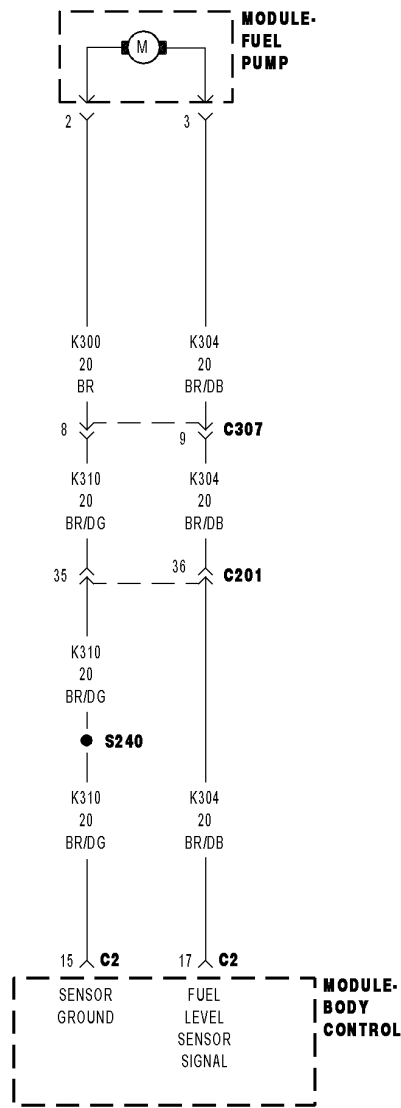 MODULE-
FUEL
PUMP
M
2
3
K300
20
BR
K304
20
BR/DB
8
9
C307
K310
20
BR/DG
K304
20
BR/DB
35
36
C201
K310
20
BR/DG
S240
K310
20
BR/DG
K304
20
BR/DB
15
C2
17
C2
SENSOR
GROUND
FUEL
LEVEL
SENSOR
SIGNAL
MODULE-
BODY
CONTROL